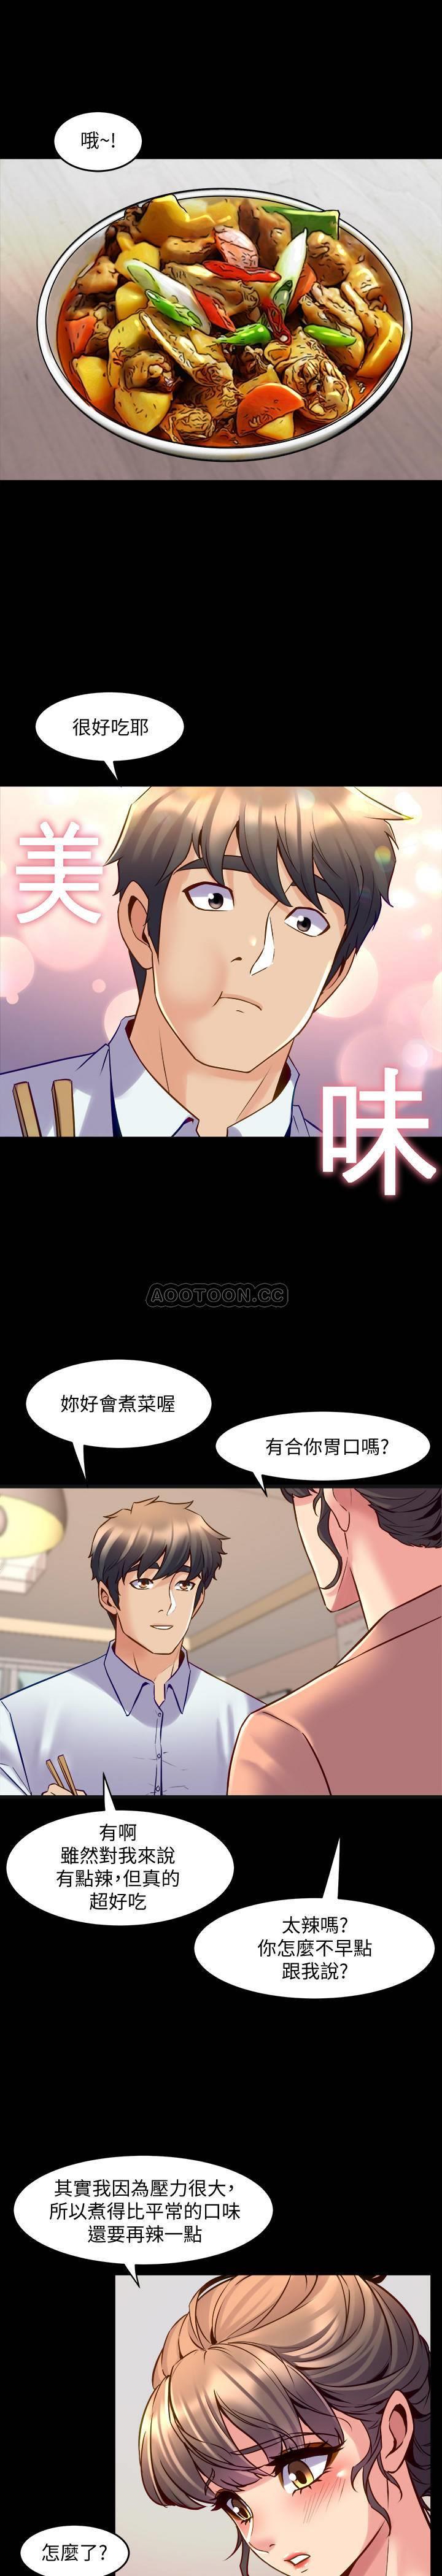 哦~!
很好吃耶
美
味
AOOTOON.CC
妳好會煮菜喔
有合你胃口嗎?
有啊
雖然對我來說
有點辣,但真的
超好吃
太辣嗎?
你怎麼不早點
跟我說?
其實我因為壓力很大,
所以煮得比平常的口味
還要再辣一點
怎麼了?